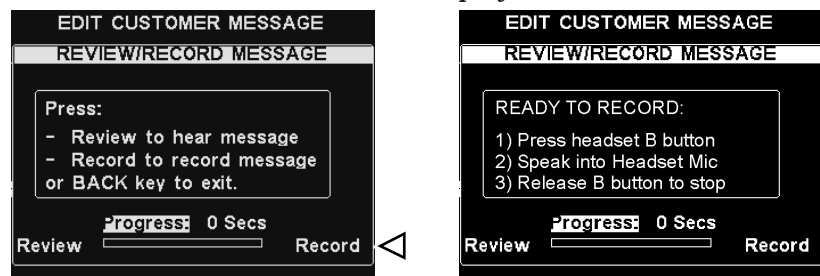 EDIT CUSTOMER MESSAGE
REVIEW/RECORD MESSAGE
Press:
- Review to hear message
- Record to record message
or BACK key to exit.
Progress: 0 Secs
Review Record
EDIT CUSTOMER MESSAGE
REVIEW/RECORD MESSAGE
READY TO RECORD:
1) Press headset B button
2) Speak into Headset Mic
3) Release B button to stop
Progress: 0 Secs
Review Record